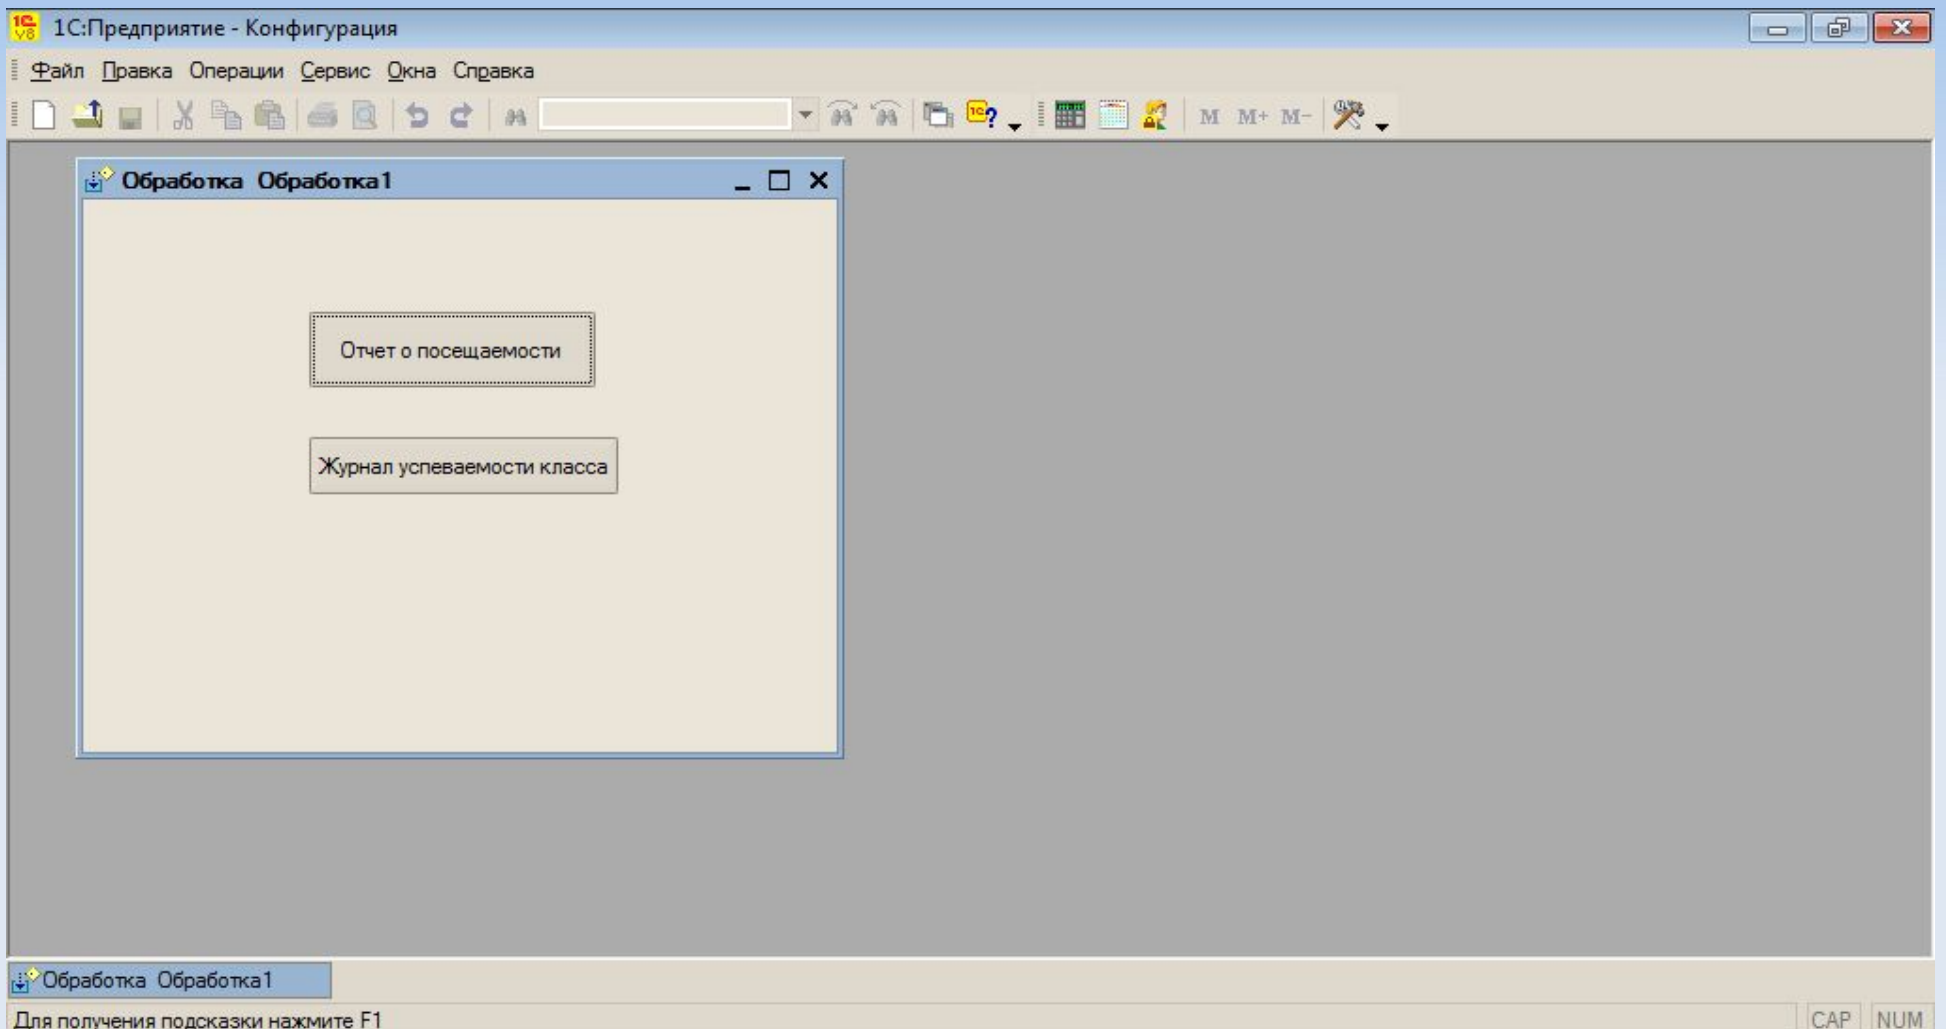 1С:Предприятие - Конфигурация
Файл Правка Операции Сервис Окна Справка
M M+ M-
Обработка Обработка1
Отчет о посещаемости
Журнал успеваемости класса
Обработка Обработка1
Для получения подсказки нажмите F1
CAP NUM